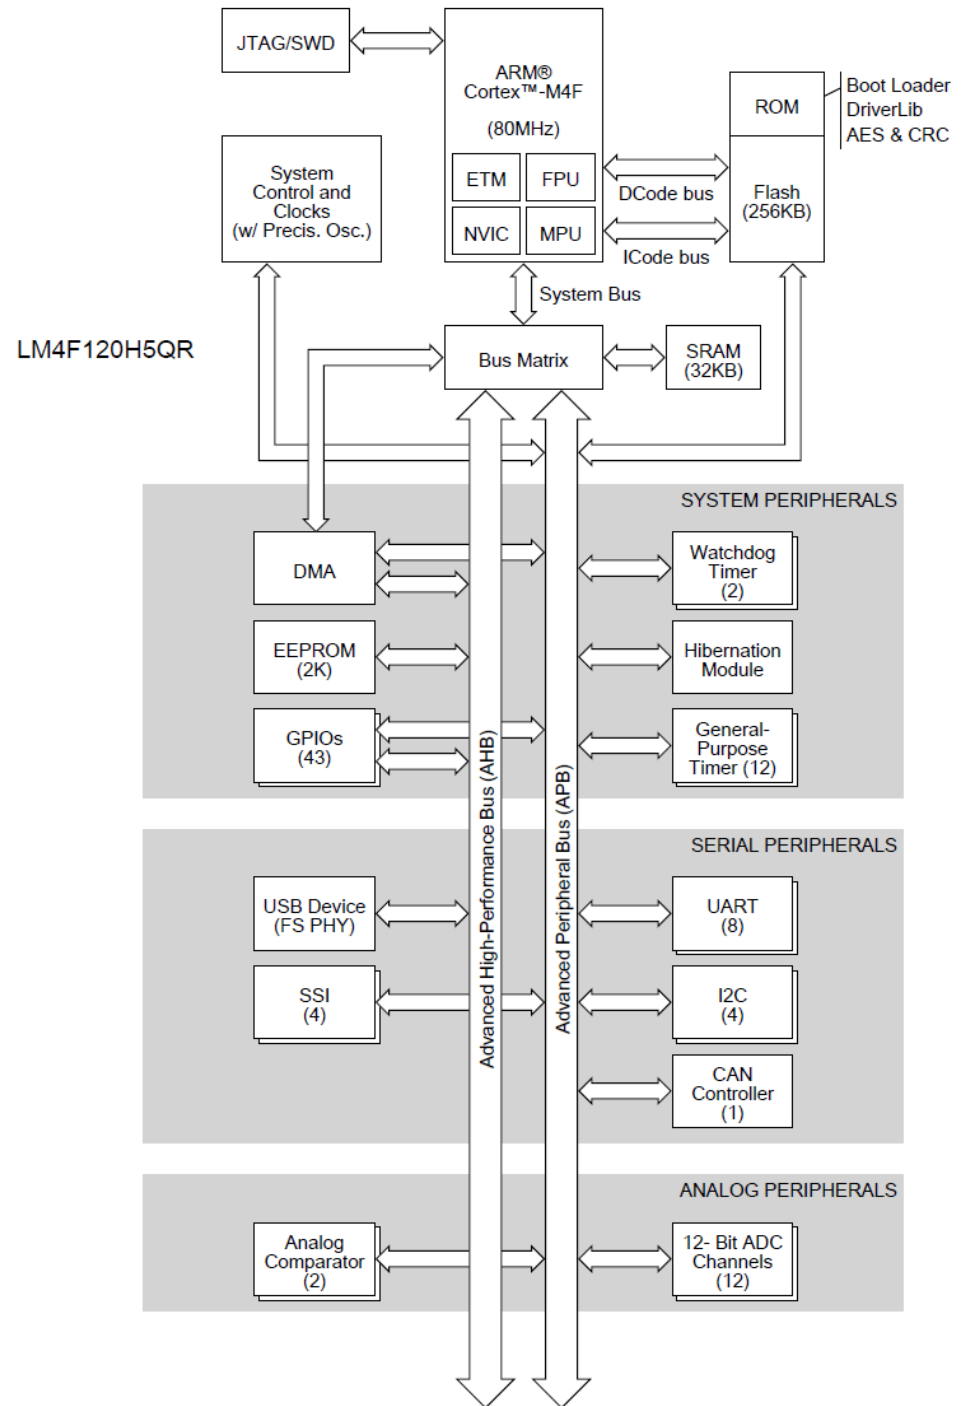 JTAG/SWD
ARM®
Cortex™-M4F
(80MHz)
ETM
FPU
NVIC
MPU
ROM
Boot Loader
DriverLib
AES & CRC
Flash
(256KB)
DCode bus
ICode bus
System
Control and
Clocks
(w/ Precis. Osc.)
System Bus
LM4F120H5QR
Bus Matrix
SRAM
(32KB)
SYSTEM PERIPHERALS
DMA
Watchdog
Timer
(2)
EEPROM
(2K)
Hibernation
Module
GPIOs
(43)
General-
Purpose
Timer (12)
Advanced High-Performance Bus (AHB)
Advanced Peripheral Bus (APB)
SERIAL PERIPHERALS
USB Device
(FS PHY)
UART
(8)
SSI
(4)
I2C
(4)
CAN
Controller
(1)
ANALOG PERIPHERALS
Analog
Comparator
(2)
12- Bit ADC
Channels
(12)